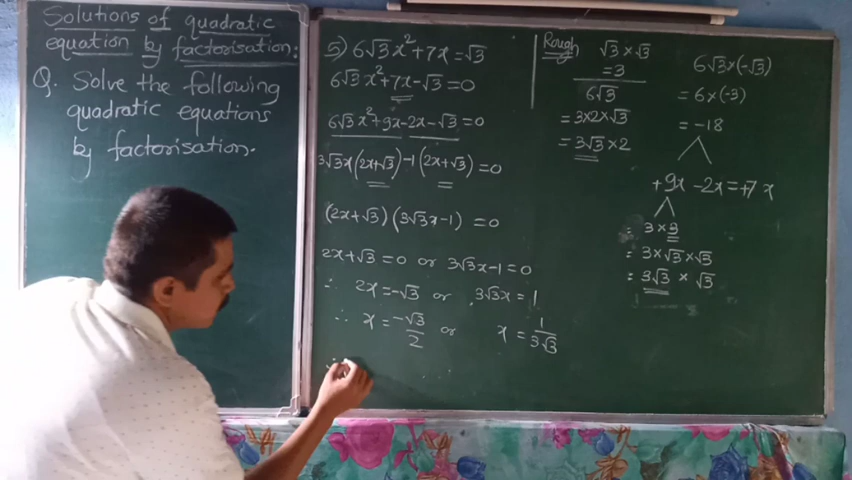 Solutions of quadratic
equation by factorisation:
Q. Solve the following
quadratic equations
by factorisation.
5) 6√3x²+7x=√3
6√3x²+7x-√3=0
6√3x²+9x-2x-√3=0
3√3x(2x+√3)-1(2x+√3)=0
(2x+√3)(3√3x-1)=0
2x+√3=0 or 3√3x-1=0
∴ 2x=-√3 or 3√3x=1
∴ x=-√3/2 or x=1/3√3
Rough
√3×√3
=3
6√3
=3×2×√3
=3√3×2
6√3×(-√3)
=6×(-3)
=-18
+9x-2x=+7x
=3×3
=3×√3×√3
=3√3×√3